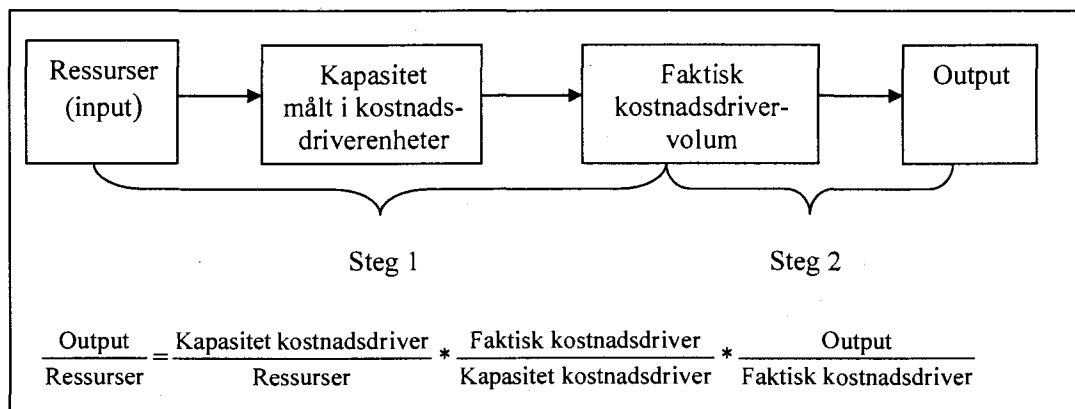 Ressurser
(input)
Kapasitet
målt i kostnads-
driverenheter
Faktisk
kostnadsdriver-
volum
Output
Steg 1
Steg 2
Output/Ressurser = Kapasitet kostnadsdriver/Ressurser * Faktisk kostnadsdriver/Kapasitet kostnadsdriver * Output/Faktisk kostnadsdriver